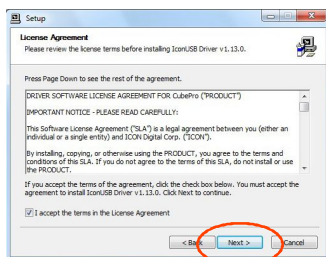 Setup
License Agreement
Please review the license terms before installing IconUSB Driver v1.13.0.
Press Page Down to see the rest of the agreement.
DRIVER SOFTWARE LICENSE AGREEMENT FOR CubePro ("PRODUCT")
IMPORTANT NOTICE - PLEASE READ CAREFULLY:
This Software License Agreement ("SLA") is a legal agreement between you (either an
individual or a single entity) and ICON Digital Corp. ("ICON").
By installing, copying, or otherwise using the PRODUCT, you agree to the terms and
conditions of this SLA. If you do not agree to the terms of this SLA, do not install or use
the PRODUCT.
If you accept the terms of the agreement, click the check box below. You must accept the
agreement to install IconUSB Driver v1.13.0. Click Next to continue.
I accept the terms in the License Agreement
< Back Next > Cancel